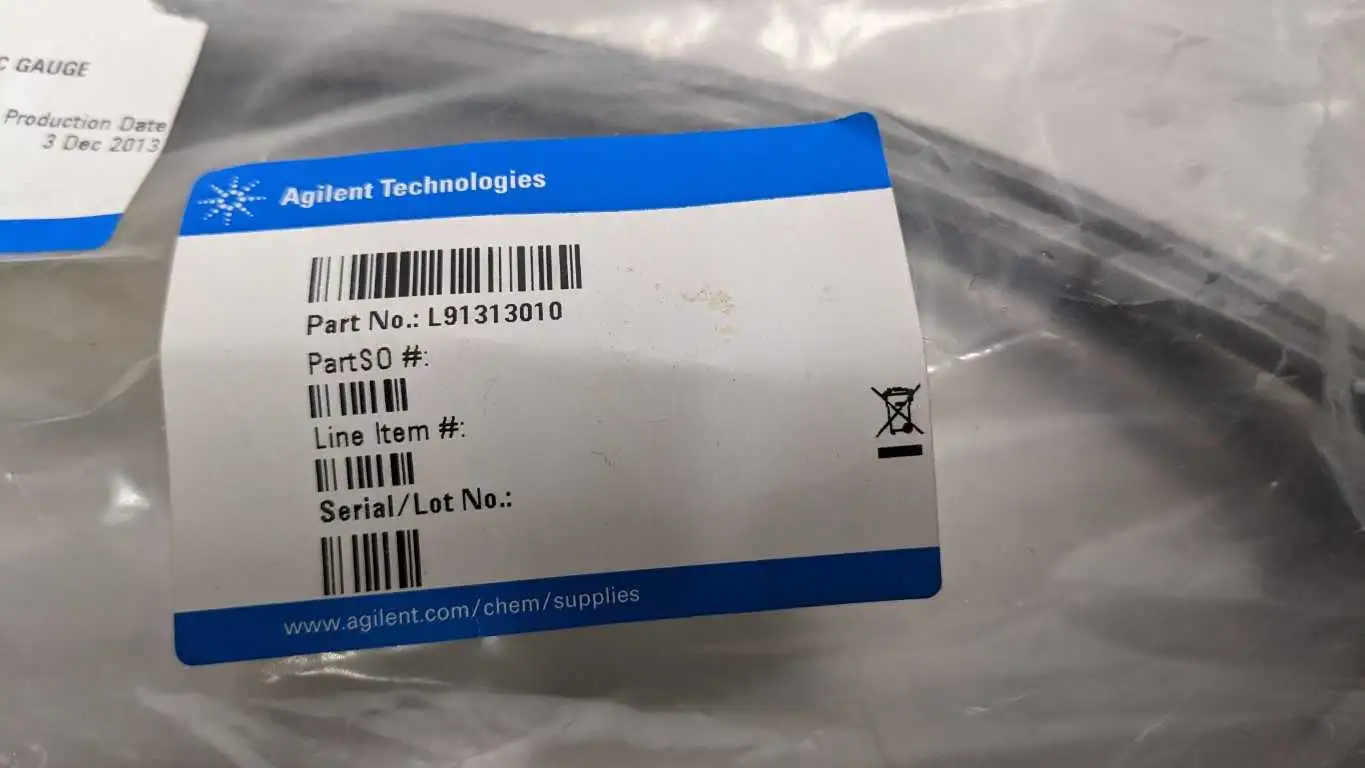 C GAUGE
Production Date
3 Dec 2013
Agilent Technologies
Part No.: L91313010
PartSO #:
Line Item #:
Serial/Lot No.:
www.agilent.com/chem/supplies